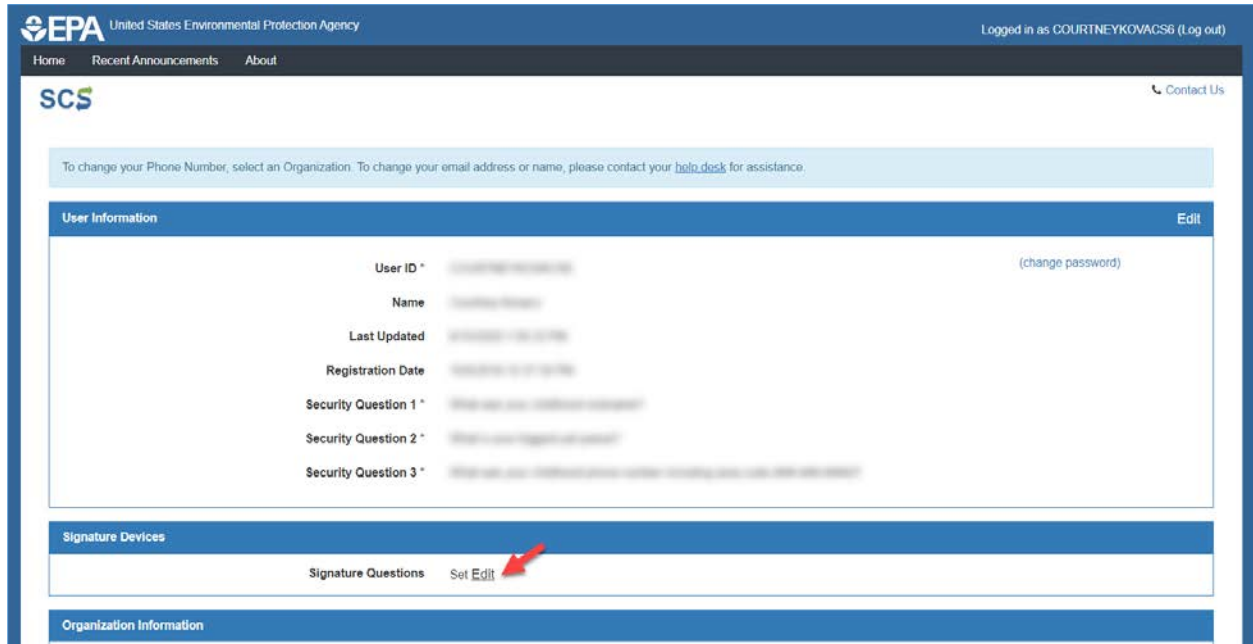 EPA United States Environmental Protection Agency
Logged in as COURTNEYKOVACS6 (Log out)
Home Recent Announcements About
SCS
Contact Us
To change your Phone Number, select an Organization. To change your email address or name, please contact your help desk for assistance.
User Information Edit
User ID * (change password)
Name
Last Updated
Registration Date
Security Question 1 *
Security Question 2 *
Security Question 3 *
Signature Devices
Signature Questions Set Edit
Organization Information